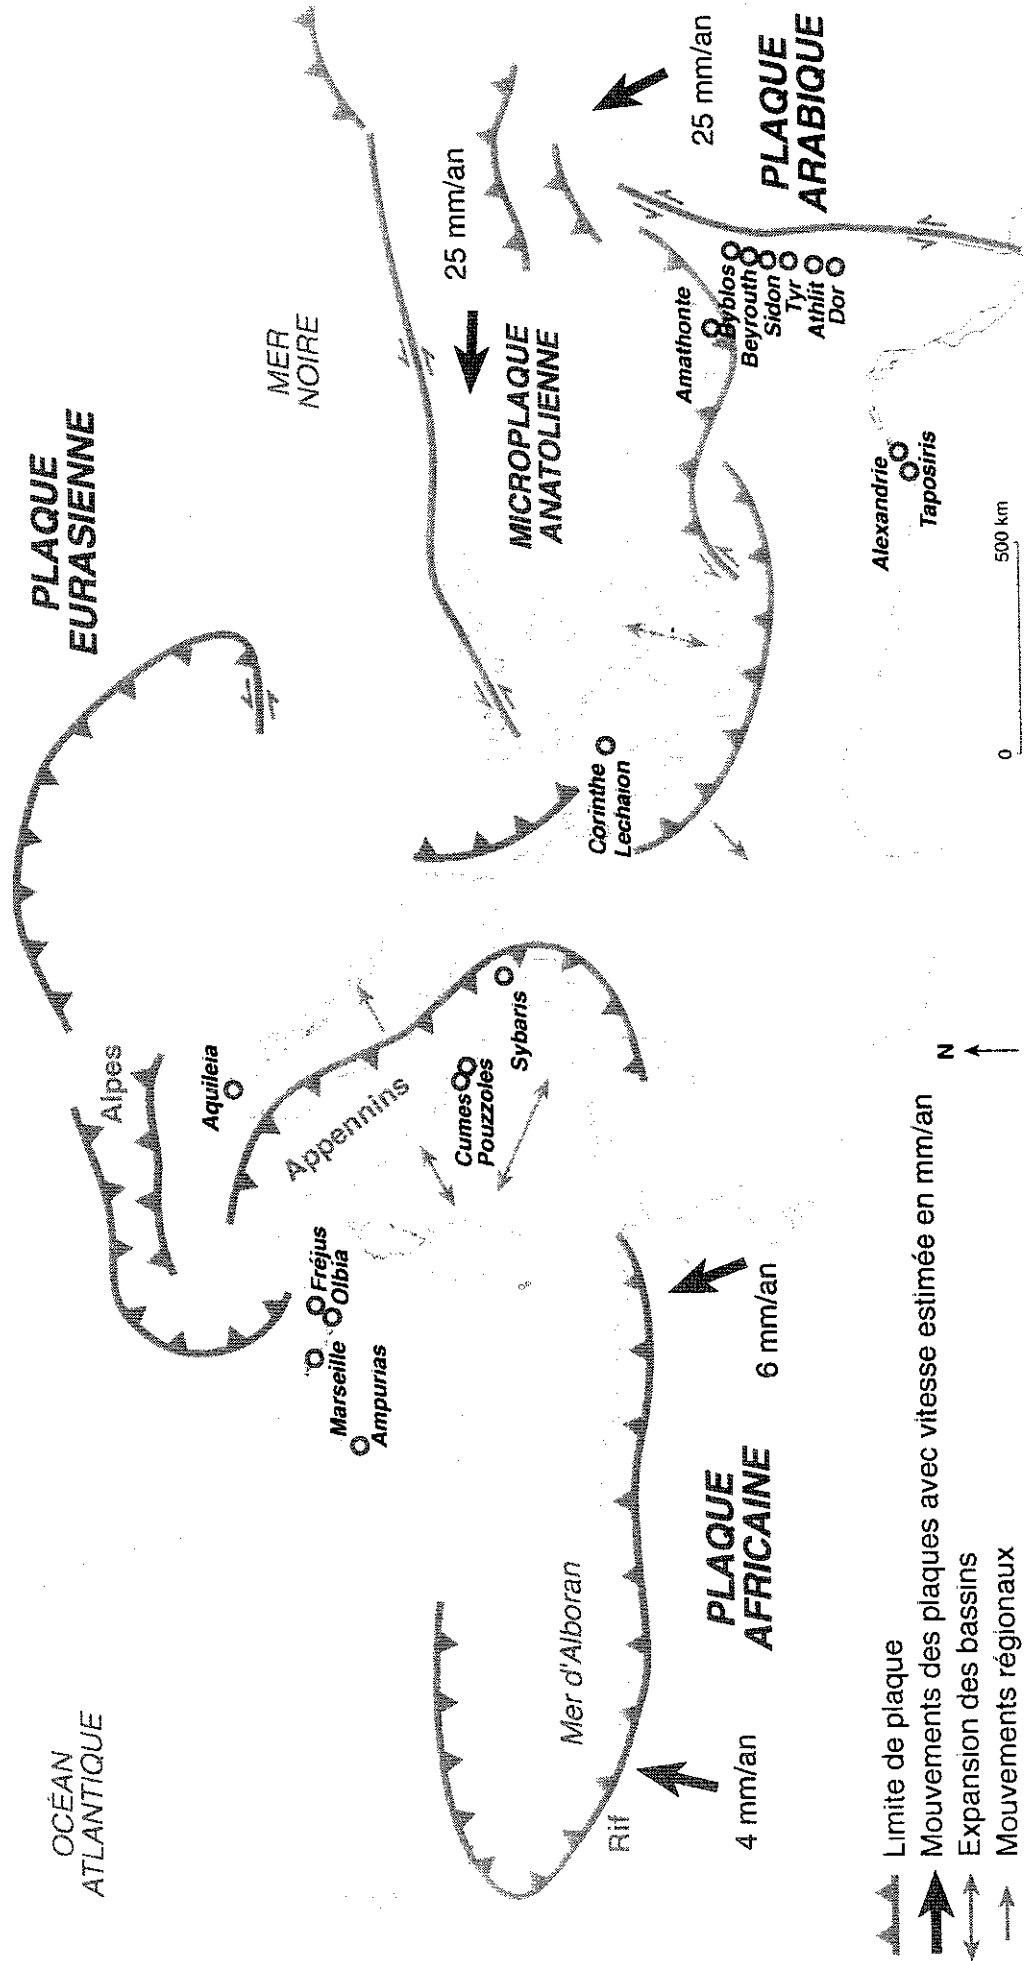 OCÉAN
ATLANTIQUE
PLAQUE
EURASIENNE
MER
NOIRE
Alpes
Aquileia
Appennins
Fréjus
Olbia
Marseille
Ampurias
Cumes
Pouzzoles
Sybaris
Corinthe
Lechaion
MICROPLAQUE
ANATOLIENNE
25 mm/an
25 mm/an
PLAQUE
ARABIQUE
Amathonte
Byblos
Beyrouth
Sidon
Tyr
Athlit
Dor
Alexandrie
Taposiris
Mer d'Alboran
Rif
4 mm/an
PLAQUE
AFRICAINE
6 mm/an
N
0 500 km
Limite de plaque
Mouvements des plaques avec vitesse estimée en mm/an
Expansion des bassins
Mouvements régionaux